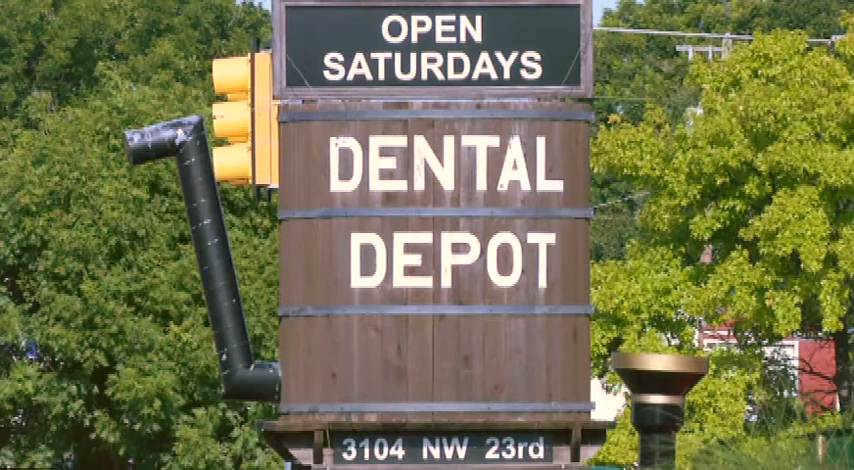 OPEN
SATURDAYS
DENTAL
DEPOT
3104 NW 23rd